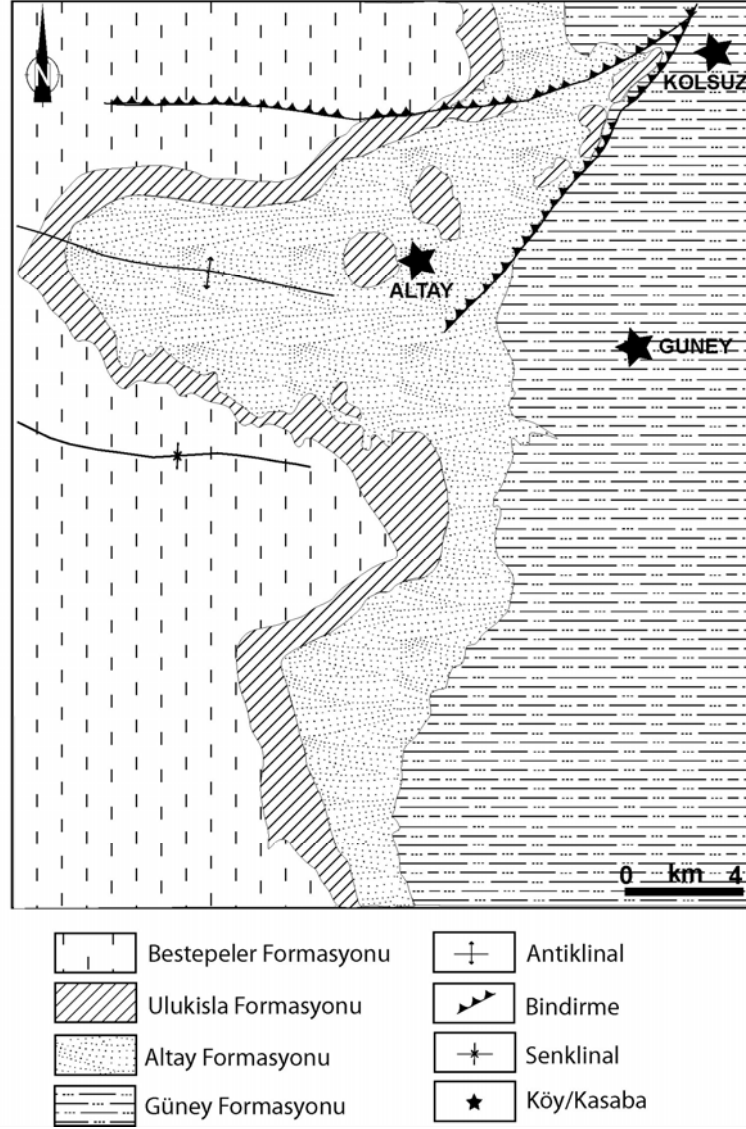 N
KOLSUZ
ALTAY
GUNEY
0 km 4
Bestepeler Formasyonu
Antiklinal
Ulukisla Formasyonu
Bindirme
Altay Formasyonu
Senklinal
Güney Formasyonu
Köy/Kasaba